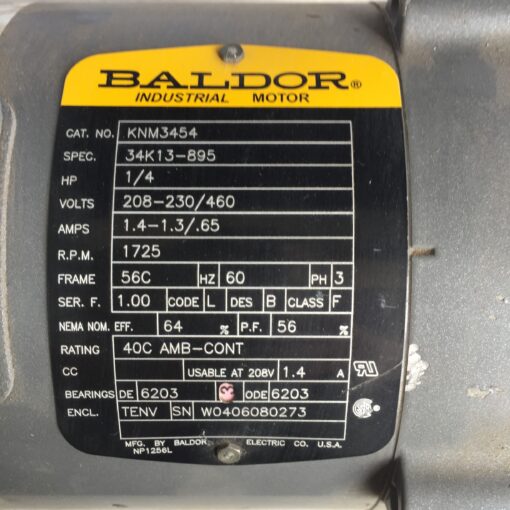 BALDOR®
INDUSTRIAL MOTOR
CAT. NO. KNM3454
SPEC. 34K13-895
HP 1/4
VOLTS 208-230/460
AMPS 1.4-1.3/.65
R.P.M. 1725
FRAME 56C HZ 60 PH 3
SER. F. 1.00 CODE L DES B CLASS F
NEMA NOM. EFF. 64 % P.F. 56 %
RATING 40C AMB-CONT
CC USABLE AT 208V 1.4 A
BEARINGS DE 6203 ODE 6203
ENCL. TENV SN W0406080273
MFG. BY BALDOR ELECTRIC CO. U.S.A.
NP1256L